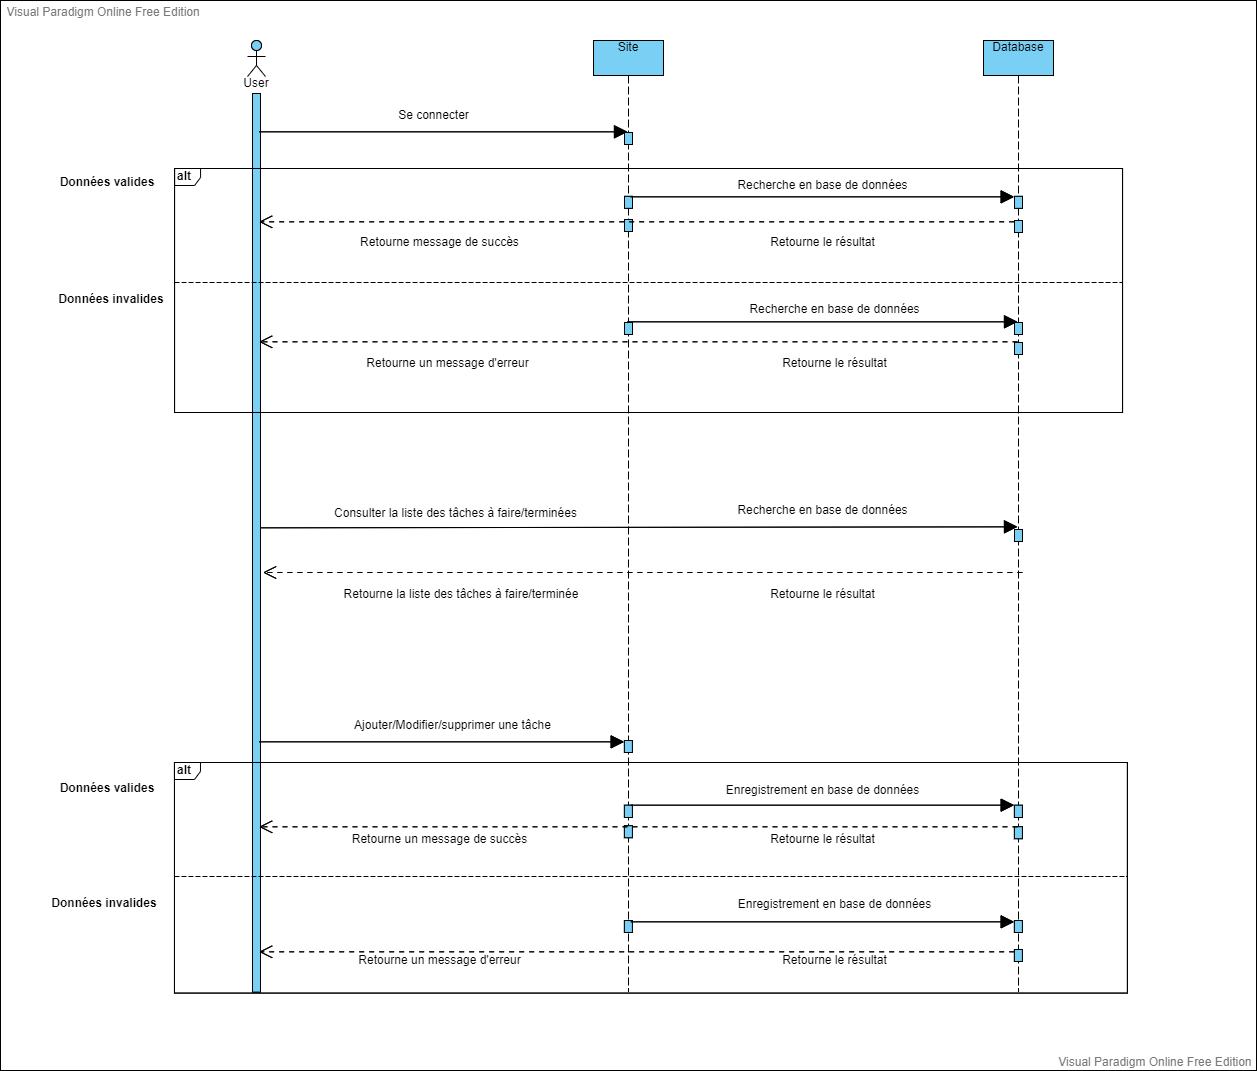 Visual Paradigm Online Free Edition
User
Site
Database
Se connecter
Données valides
alt
Recherche en base de données
Retourne message de succès
Retourne le résultat
Données invalides
Recherche en base de données
Retourne un message d'erreur
Retourne le résultat
Consulter la liste des tâches à faire/terminées
Recherche en base de données
Retourne la liste des tâches à faire/terminée
Retourne le résultat
Ajouter/Modifier/supprimer une tâche
alt
Données valides
Enregistrement en base de données
Retourne un message de succès
Retourne le résultat
Données invalides
Enregistrement en base de données
Retourne un message d'erreur
Retourne le résultat
Visual Paradigm Online Free Edition